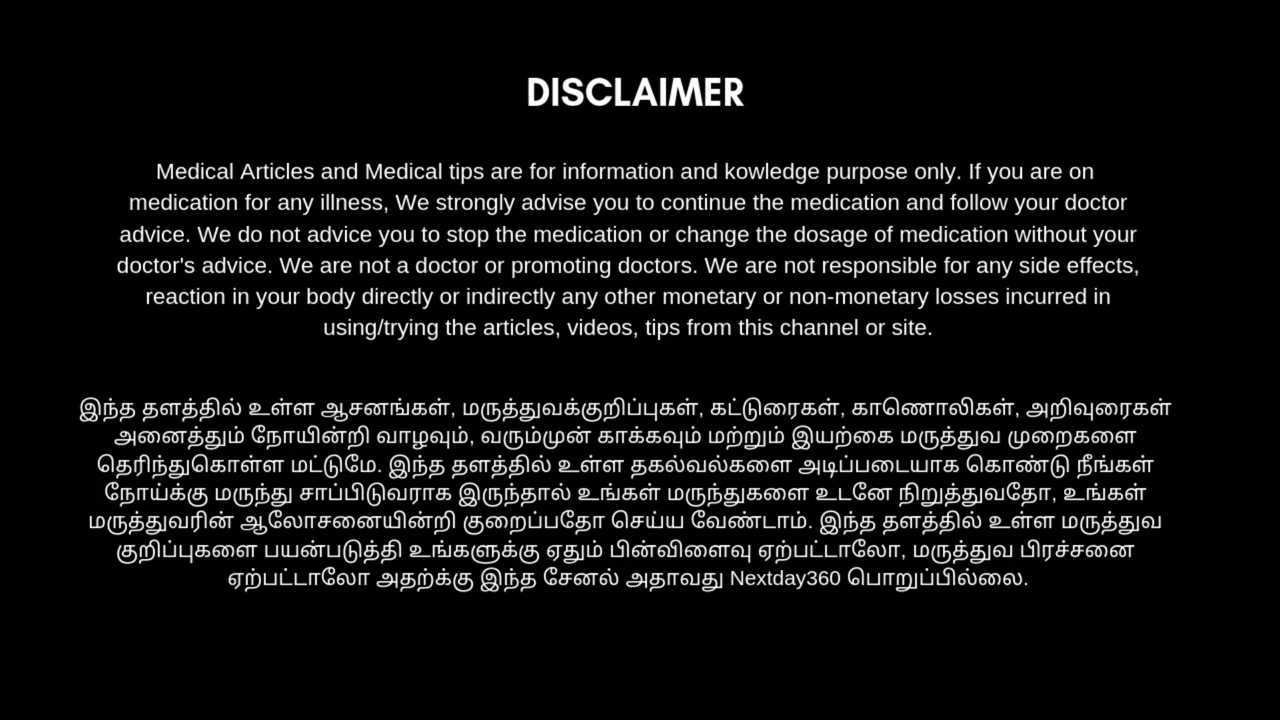 DISCLAIMER
Medical Articles and Medical tips are for information and kowledge purpose only. If you are on
medication for any illness, We strongly advise you to continue the medication and follow your doctor
advice. We do not advice you to stop the medication or change the dosage of medication without your
doctor's advice. We are not a doctor or promoting doctors. We are not responsible for any side effects,
reaction in your body directly or indirectly any other monetary or non-monetary losses incurred in
using/trying the articles, videos, tips from this channel or site.
இந்த தளத்தில் உள்ள ஆசனங்கள், மருத்துவக்குறிப்புகள், கட்டுரைகள், காணொலிகள், அறிவுரைகள்
அனைத்தும் நோயின்றி வாழவும், வரும்முன் காக்கவும் மற்றும் இயற்கை மருத்துவ முறைகளை
தெரிந்துகொள்ள மட்டுமே. இந்த தளத்தில் உள்ள தகல்வல்களை அடிப்படையாக கொண்டு நீங்கள்
நோய்க்கு மருந்து சாப்பிடுவராக இருந்தால் உங்கள் மருந்துகளை உடனே நிறுத்துவதோ, உங்கள்
மருத்துவரின் ஆலோசனையின்றி குறைப்பதோ செய்ய வேண்டாம். இந்த தளத்தில் உள்ள மருத்துவ
குறிப்புகளை பயன்படுத்தி உங்களுக்கு ஏதும் பின்விளைவு ஏற்பட்டாலோ, மருத்துவ பிரச்சனை
ஏற்பட்டாலோ அதற்க்கு இந்த சேனல் அதாவது Nextday360 பொறுப்பில்லை.